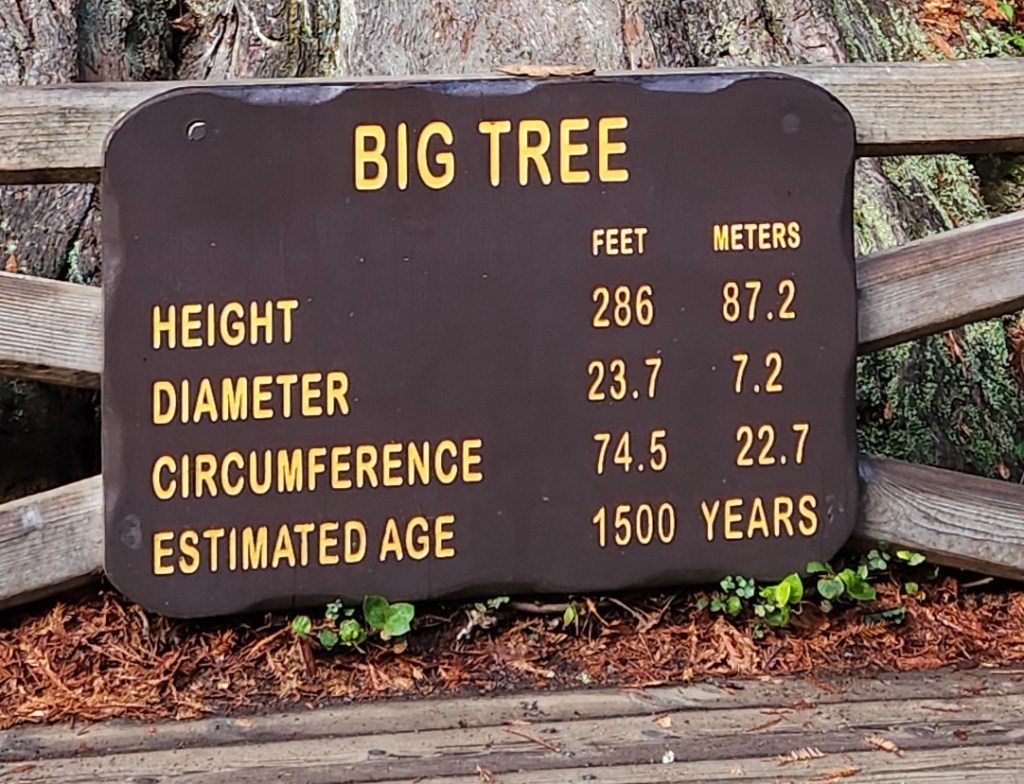 BIG TREE
FEET METERS
HEIGHT 286 87.2
DIAMETER 23.7 7.2
CIRCUMFERENCE 74.5 22.7
ESTIMATED AGE 1500 YEARS